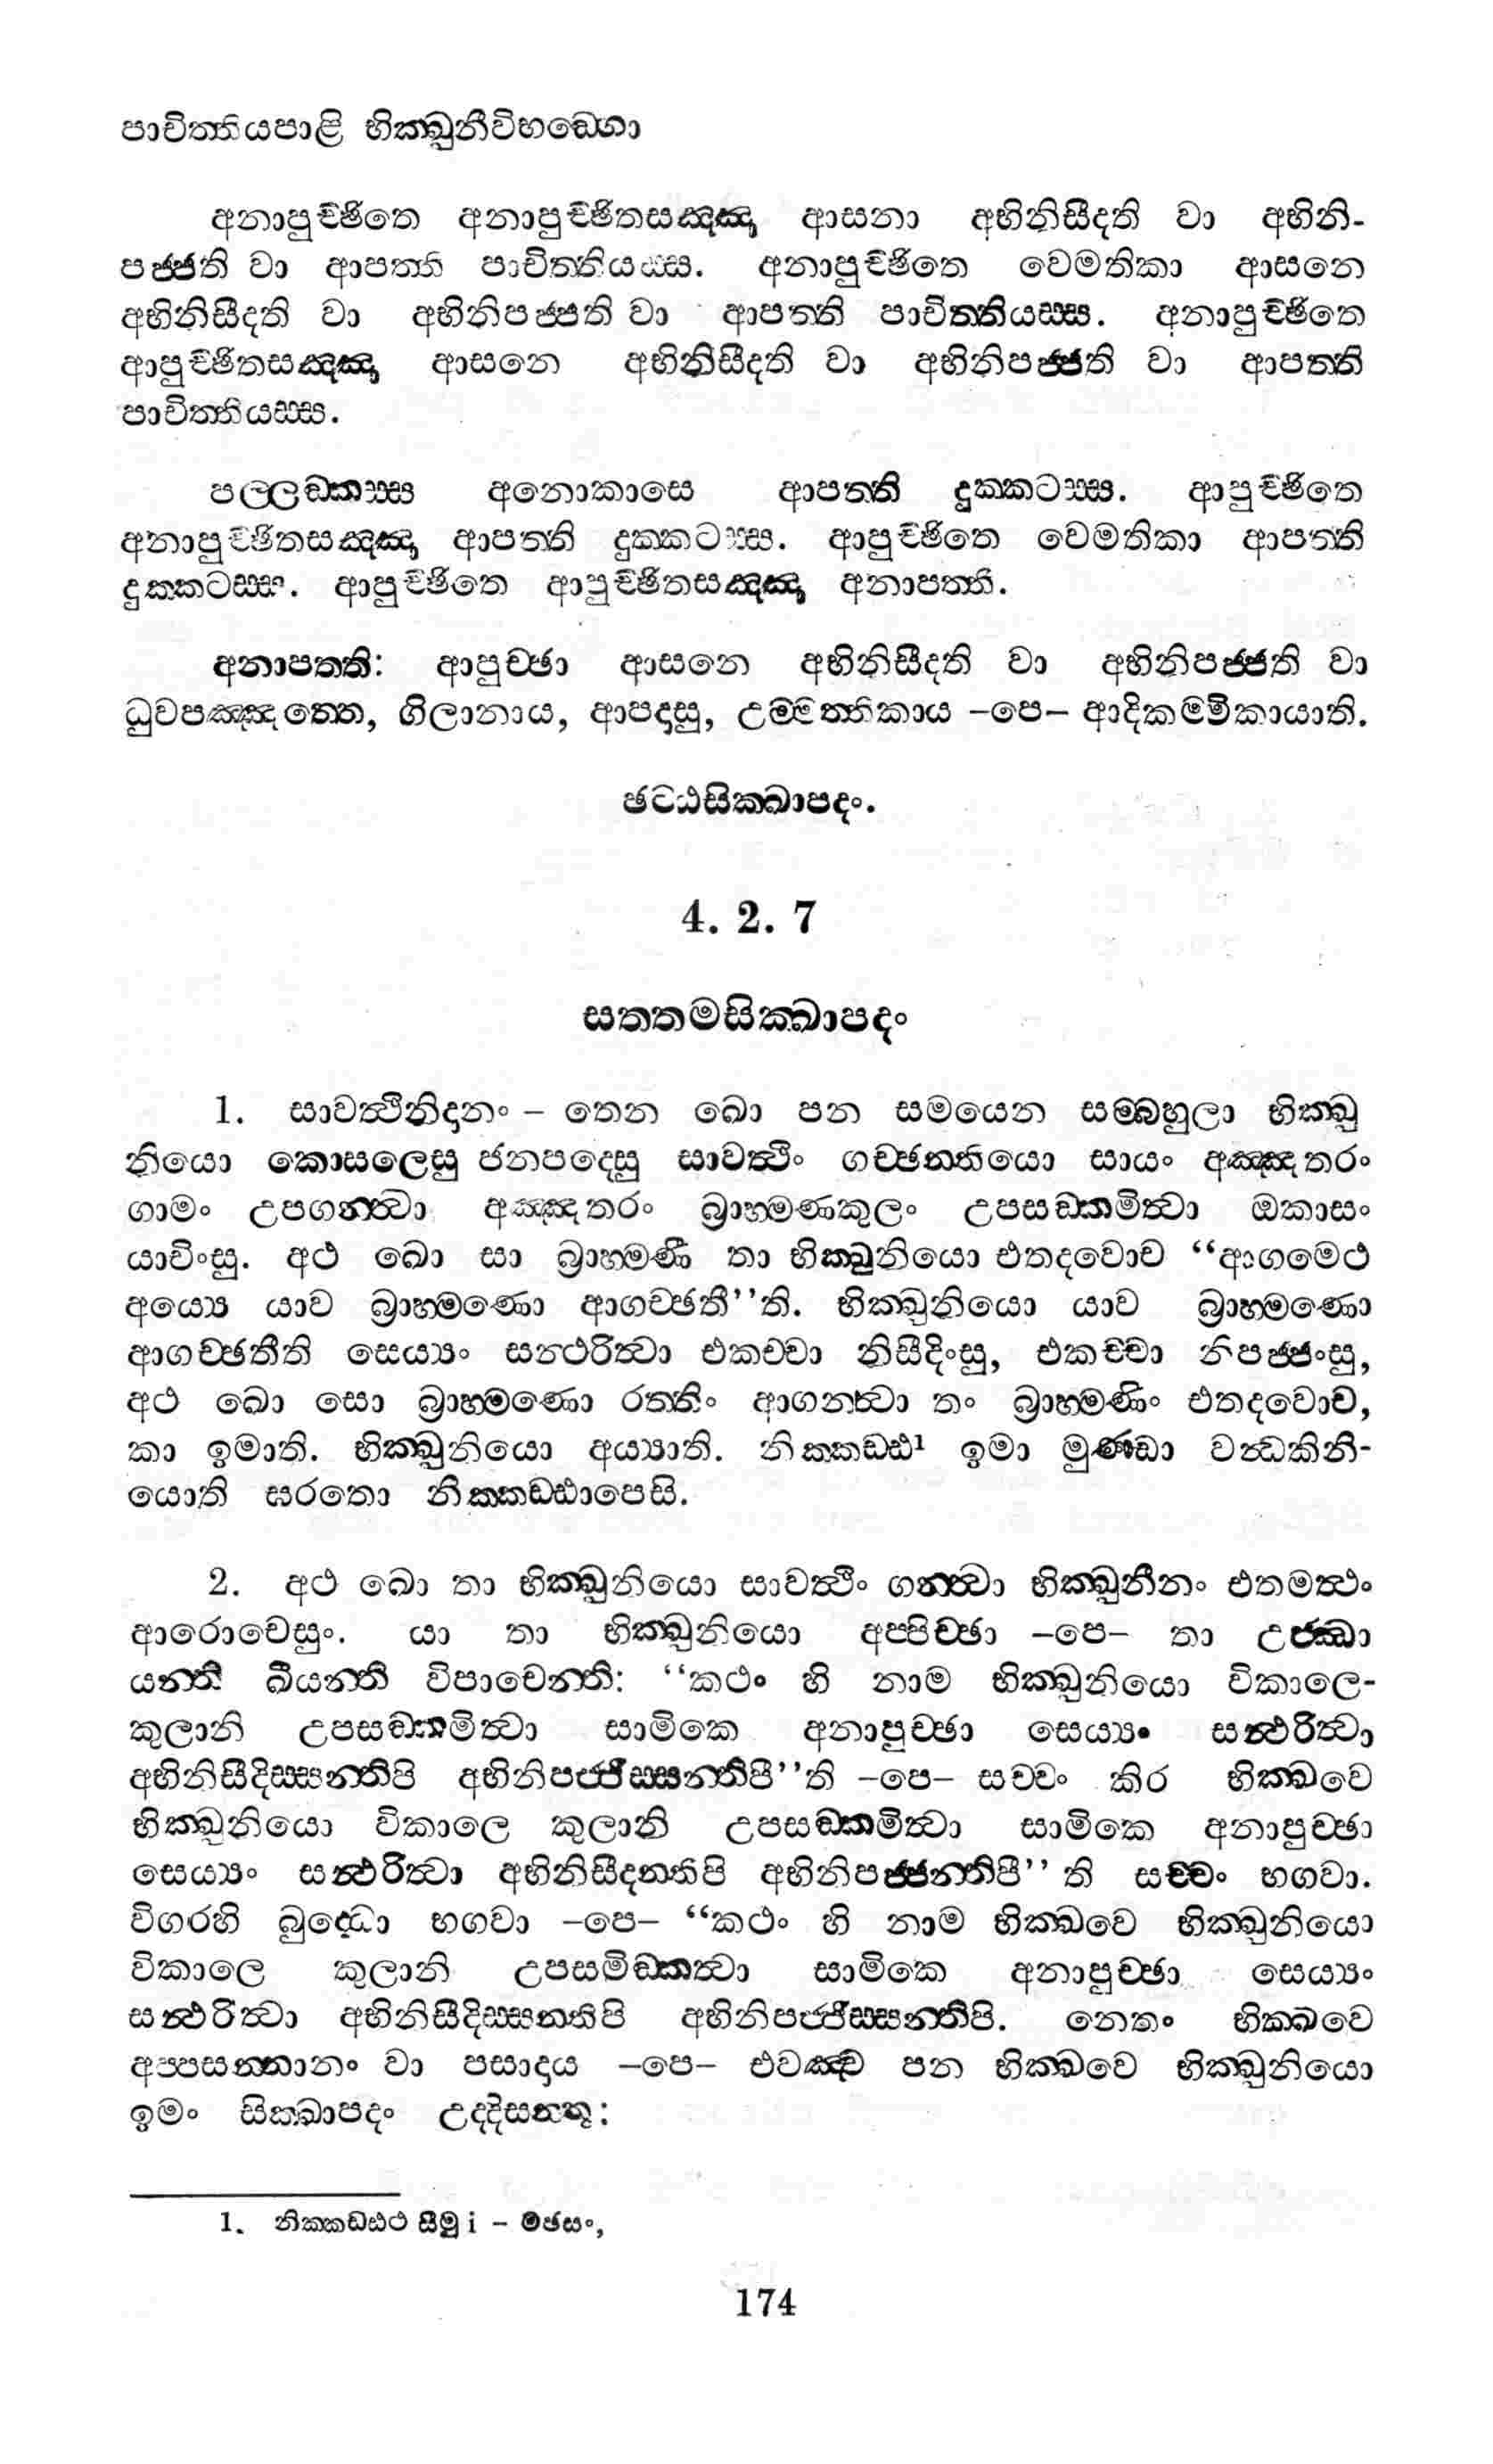 පාචිත්තියපාළි භික්ඛුනීවිභඞ්ගො
අනාපුච්ඡිතෙ අනාපුච්ඡිතසඤ්ඤා ආසනා අභිනිසීදති වා අභිනි-
පජ්ජති වා ආපත්ති පාචිත්තියස්ස. අනාපුච්ඡිතෙ වෙමතිකා ආසනෙ
අභිනිසීදති වා අභිනිපජ්ජති වා ආපත්ති පාචිත්තියස්ස. අනාපුච්ඡිතෙ
ආපුච්ඡිතසඤ්ඤා ආසනෙ අභිනිසීදති වා අභිනිපජ්ජති වා ආපත්ති
පාචිත්තියස්ස.
පල්ලඞ්කස්ස අනොකාසෙ ආපත්ති දුක්කටස්ස. ආපුච්ඡිතෙ
අනාපුච්ඡිතසඤ්ඤා ආපත්ති දුක්කටස්ස. ආපුච්ඡිතෙ වෙමතිකා ආපත්ති
දුක්කටස්ස. ආපුච්ඡිතෙ ආපුච්ඡිතසඤ්ඤා අනාපත්ති.
අනාපත්ති: ආපුච්ඡා ආසනෙ අභිනිසීදති වා අභිනිපජ්ජති වා
ධුවපඤ්ඤත්තෙ, ගිලානාය, ආපදාසු, උම්මත්තිකාය –පෙ– ආදිකම්මිකායාති.
ඡට්ඨසික්ඛාපදං.
4. 2. 7
සත්තමසික්ඛාපදං
1. සාවත්ථිනිදානං – තෙන ඛො පන සමයෙන සම්බහුලා භික්ඛු
නියො කොසලෙසු ජනපදෙසු සාවත්ථිං ගච්ඡන්තියො සායං අඤ්ඤතරං
ගාමං උපගන්ත්වා අඤ්ඤතරං බ්‍රාහ්මණකුලං උපසඞ්කමිත්වා ඔකාසං
යාචිංසු. අථ ඛො සා බ්‍රාහ්මණී තා භික්ඛුනියො එතදවොච “ආගමෙථ
අය්‍යෙ යාව බ්‍රාහ්මණො ආගච්ඡතී’’ති. භික්ඛුනියො යාව බ්‍රාහ්මණො
ආගච්ඡතීති සෙය්‍යං සන්ථරිත්වා එකච්චා නිසීදිංසු, එකච්චා නිපජ්ජංසු,
අථ ඛො සො බ්‍රාහ්මණො රත්තිං ආගන්ත්වා තං බ්‍රාහ්මණිං එතදවොච,
කා ඉමාති. භික්ඛුනියො අය්‍යාති. නික්කඩ්ඪ¹ ඉමා මුණ්ඩා වන්ධකිනි-
යොති ඝරතො නික්කඩ්ඪාපෙසි.
2. අථ ඛො තා භික්ඛුනියො සාවත්ථිං ගන්ත්වා භික්ඛුනීනං එතමත්ථං
ආරොචෙසුං. යා තා භික්ඛුනියො අප්පිච්ඡා –පෙ– තා උජ්ඣා
යන්ති ඛීයන්ති විපාචෙන්ති: “කථං හි නාම භික්ඛුනියො විකාලෙ-
කුලානි උපසඞ්කමිත්වා සාමිකෙ අනාපුච්ඡා සෙය්‍යං සන්ථරිත්වා
අභිනිසීදිස්සන්තිපි අභිනිපජ්ජිස්සන්තිපී’’ති –පෙ– සච්චං කිර භික්ඛවෙ
භික්ඛුනියො විකාලෙ කුලානි උපසඞ්කමිත්වා සාමිකෙ අනාපුච්ඡා
සෙය්‍යං සන්ථරිත්වා අභිනිසීදන්තිපි අභිනිපජ්ජන්තිපී’’ ති සච්චං භගවා.
විගරහි බුද්ධො භගවා –පෙ– “කථං හි නාම භික්ඛවෙ භික්ඛුනියො
විකාලෙ කුලානි උපසමිඞ්කත්වා සාමිකෙ අනාපුච්ඡා සෙය්‍යං
සන්ථරිත්වා අභිනිසීදිස්සන්තිපි අභිනිපජ්ජිස්සන්තිපි. නෙතං භික්ඛවෙ
අප්පසන්නානං වා පසාදාය –පෙ– එවඤ්ච පන භික්ඛවෙ භික්ඛුනියො
ඉමං සික්ඛාපදං උද්දිසන්තු:
1. නික්කඩ්ඪථ සීමු i – මඡසං,
174